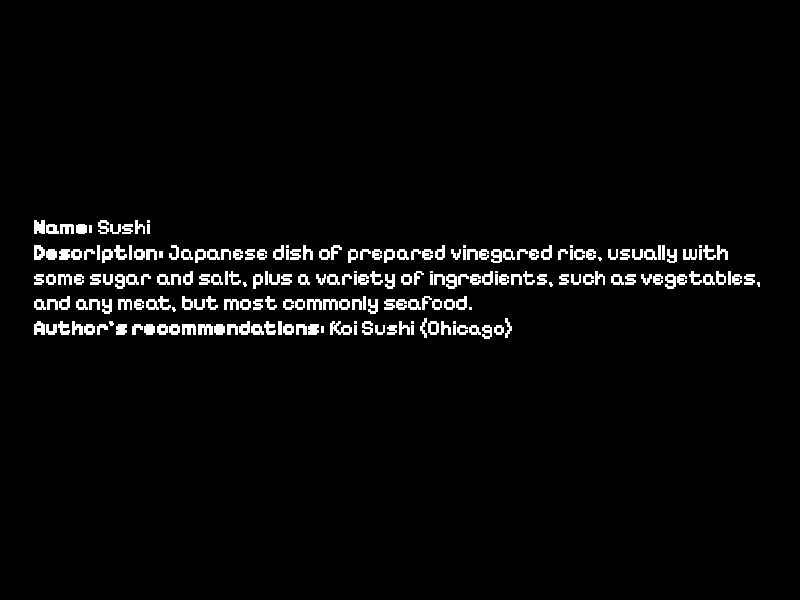 Name: Sushi
Description: Japanese dish of prepared vinegared rice, usually with
some sugar and salt, plus a variety of ingredients, such as vegetables,
and any meat, but most commonly seafood.
Author's recommendations: Koi Sushi (Chicago)